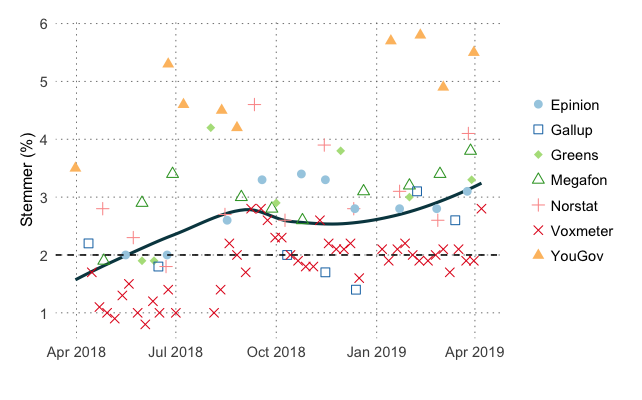 6
5
4
3
2
1
Stemmer (%)
Apr 2018
Jul 2018
Oct 2018
Jan 2019
Apr 2019
Epinion
Gallup
Greens
Megafon
Norstat
Voxmeter
YouGov